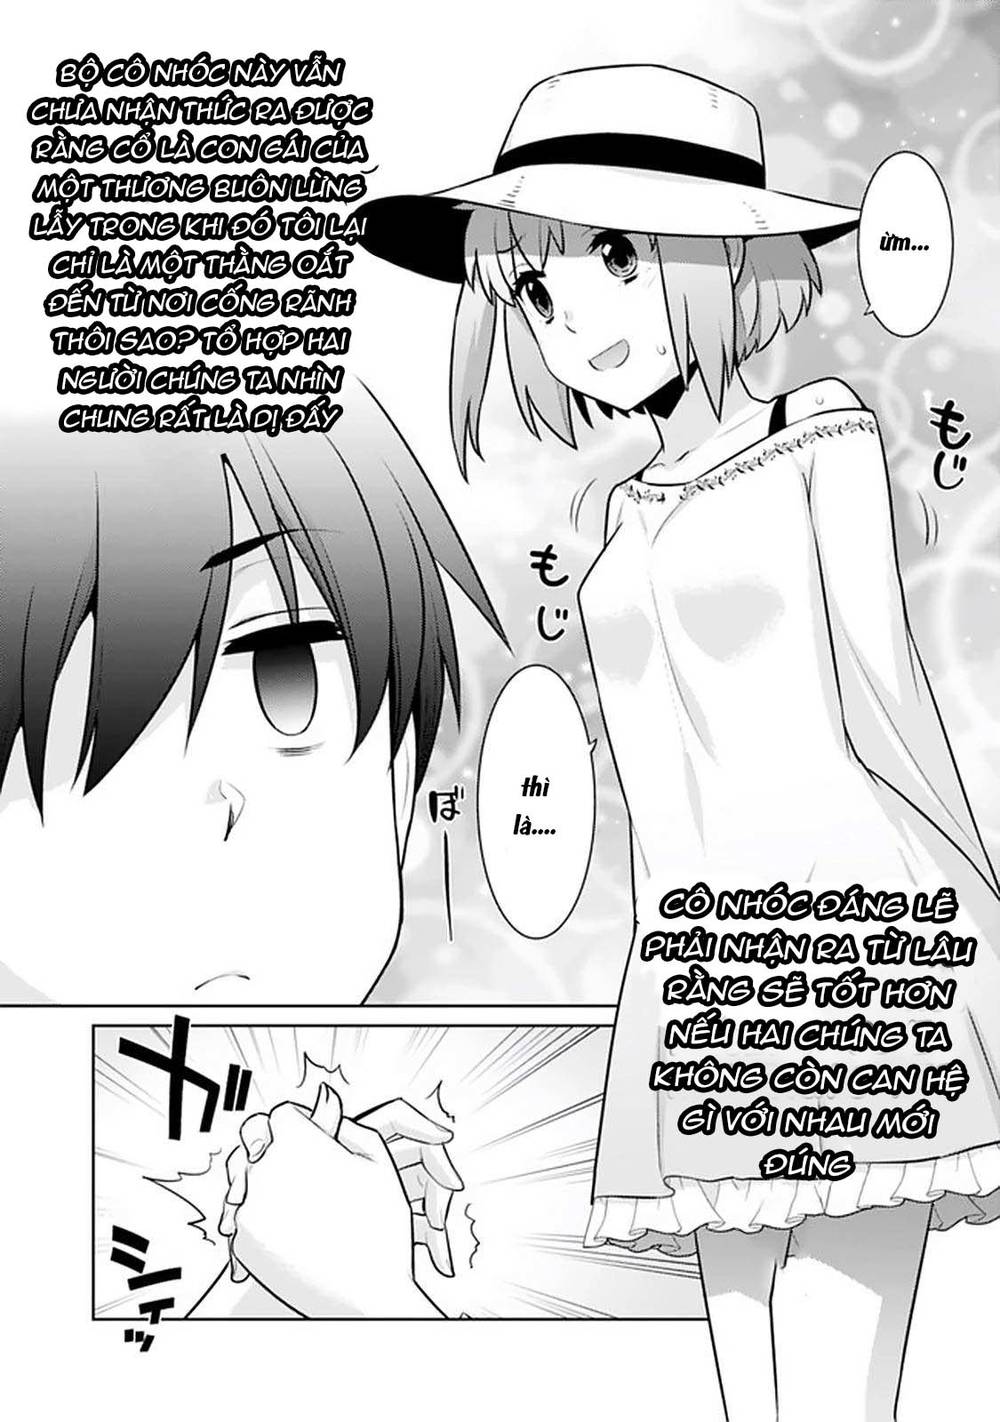 BỘ CÔ NHÓC NÀY VẪN
CHƯA NHẬN THỨC RA ĐƯỢC
RẰNG CỔ LÀ CON GÁI CỦA
MỘT THƯƠNG BUÔN LỪNG
LẪY TRONG KHI ĐÓ TÔI LẠI
CHỈ LÀ MỘT THẰNG OẮT
ĐẾN TỪ NƠI CỐNG RÃNH
THÔI SAO? TỔ HỢP HAI
NGƯỜI CHÚNG TA NHÌN
CHUNG RẤT LÀ DỊ ĐẤY
ừm...
もじ
もじ
thì
là....
ぼー
CÔ NHÓC ĐÁNG LẼ
PHẢI NHẬN RA TỪ LÂU
RẰNG SẼ TỐT HƠN
NẾU HAI CHÚNG TA
KHÔNG CÒN CAN HỆ
GÌ VỚI NHAU MỚI
ĐÚNG
ギュ
シィッ